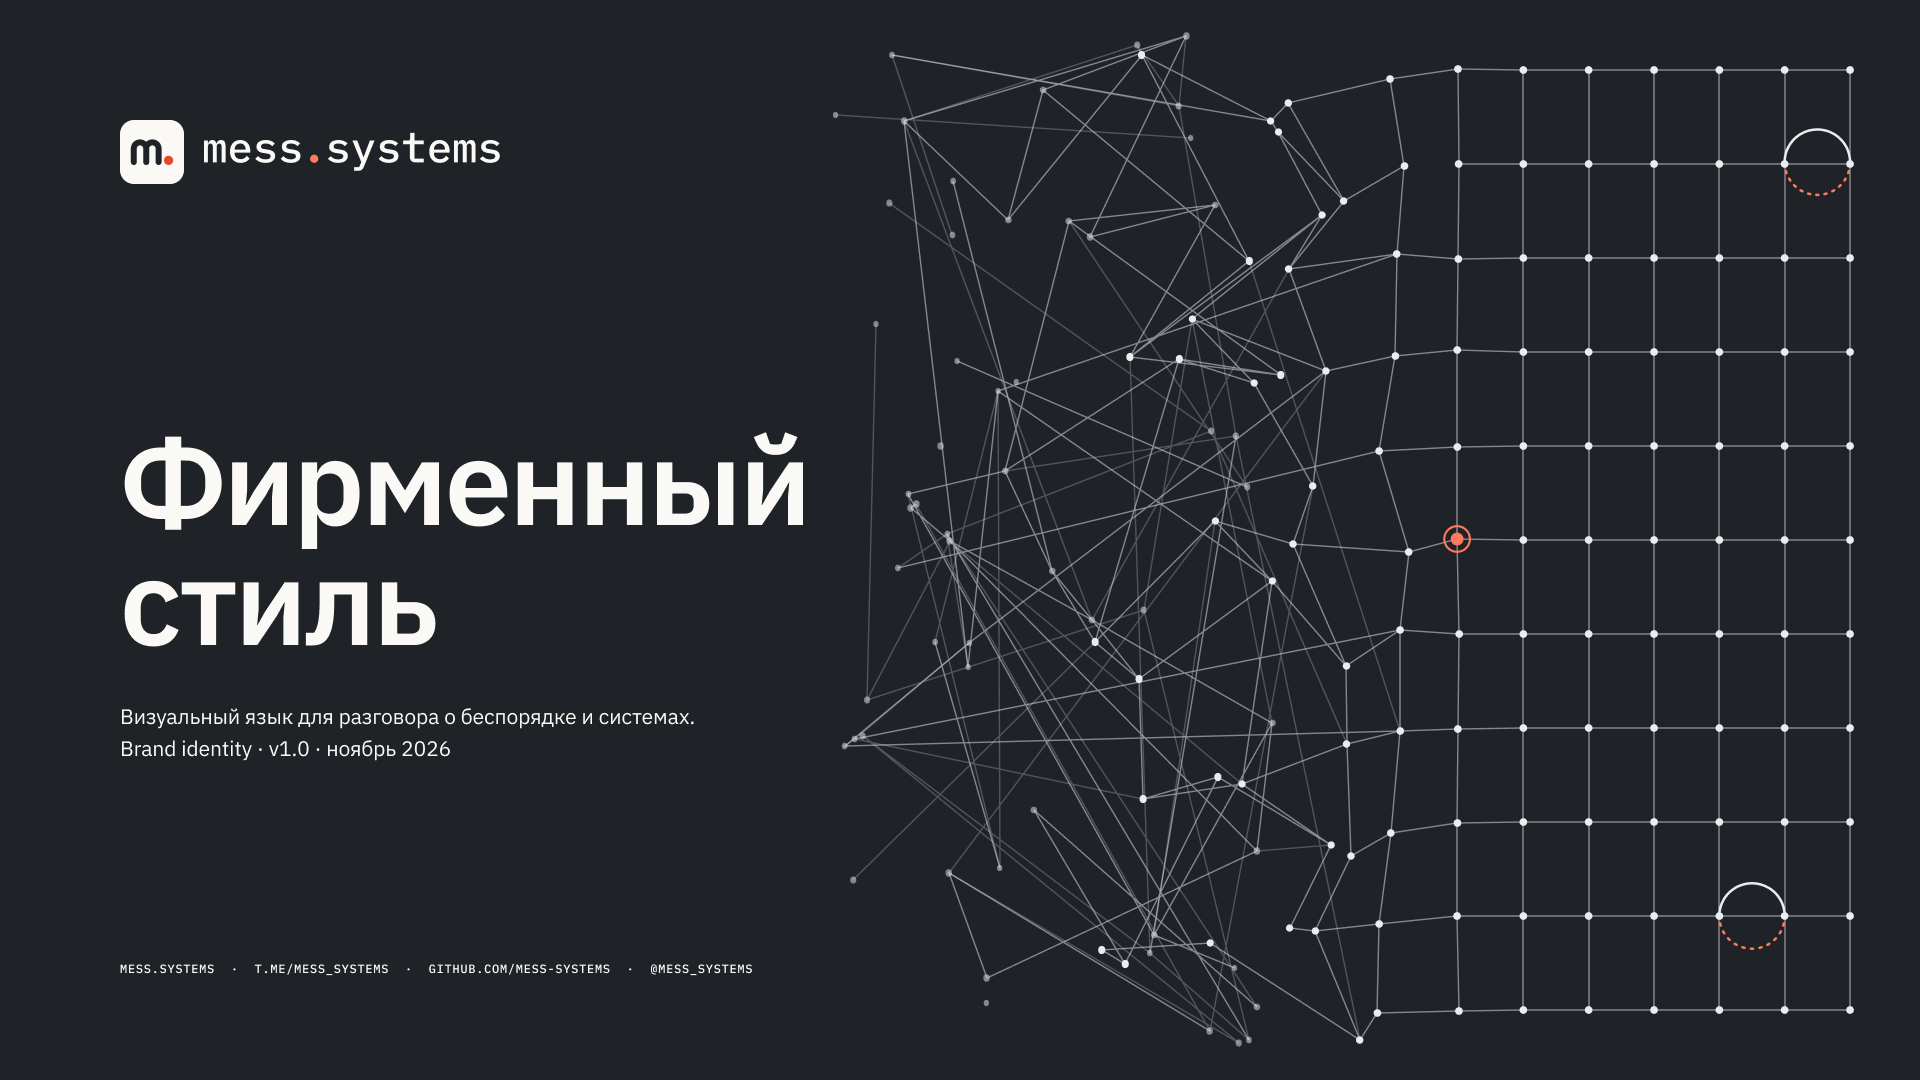 m.
mess.systems
Фирменный
стиль
Визуальный язык для разговора о беспорядке и системах.
Brand identity · v1.0 · ноябрь 2026
MESS.SYSTEMS · T.ME/MESS_SYSTEMS · GITHUB.COM/MESS-SYSTEMS · @MESS_SYSTEMS